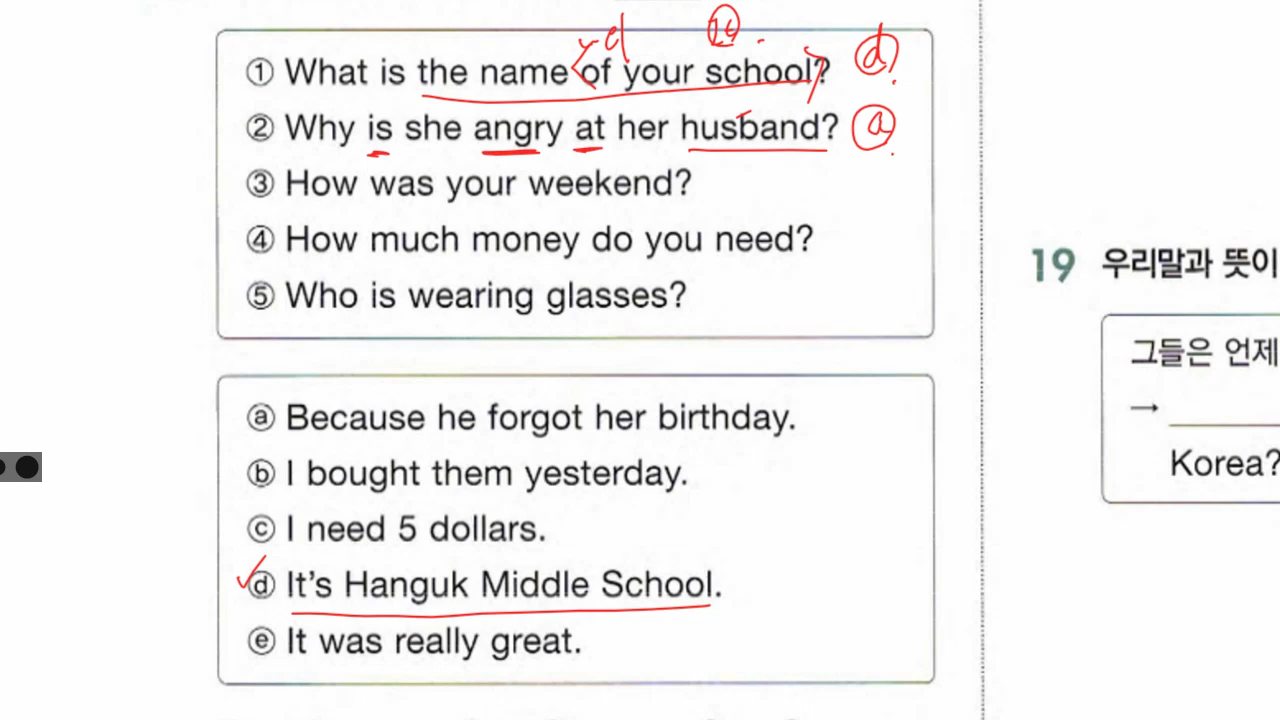 ① What is the name of your school? ⓓ
② Why is she angry at her husband? ⓐ
③ How was your weekend?
④ How much money do you need?
⑤ Who is wearing glasses?
ⓐ Because he forgot her birthday.
ⓑ I bought them yesterday.
ⓒ I need 5 dollars.
ⓓ It's Hanguk Middle School.
ⓔ It was really great.
19 우리말과 뜻이
그들은 언제
→
Korea?